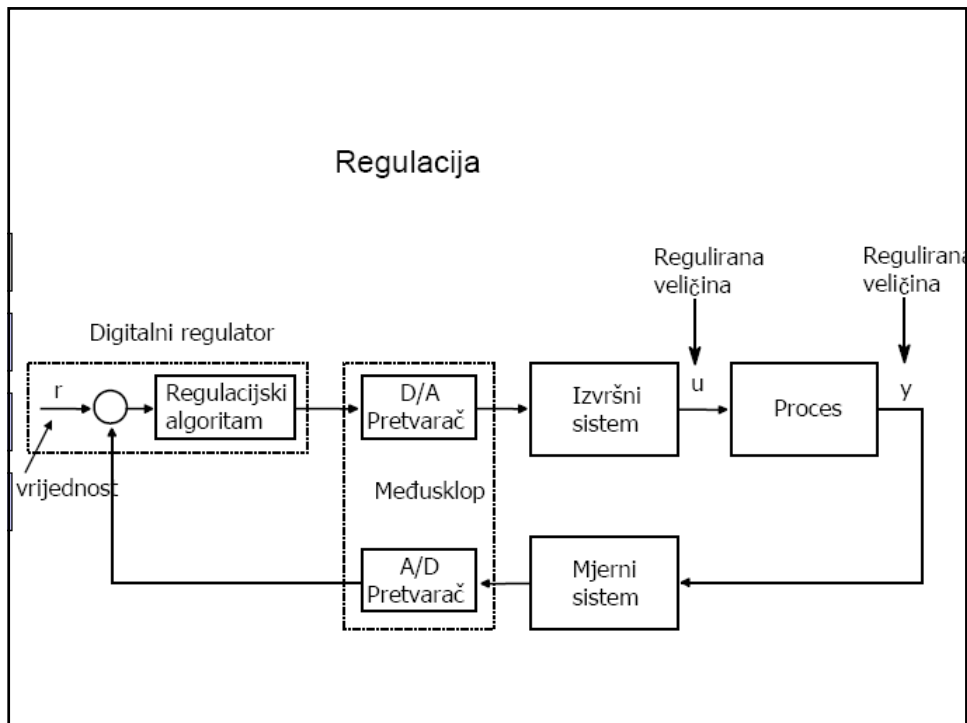 Regulacija
Regulirana
veličina
Regulirana
veličina
Digitalni regulator
r
Regulacijski
algoritam
D/A
Pretvarač
Izvršni
sistem
u
Proces
y
vrijednost
Međusklop
A/D
Pretvarač
Mjerni
sistem